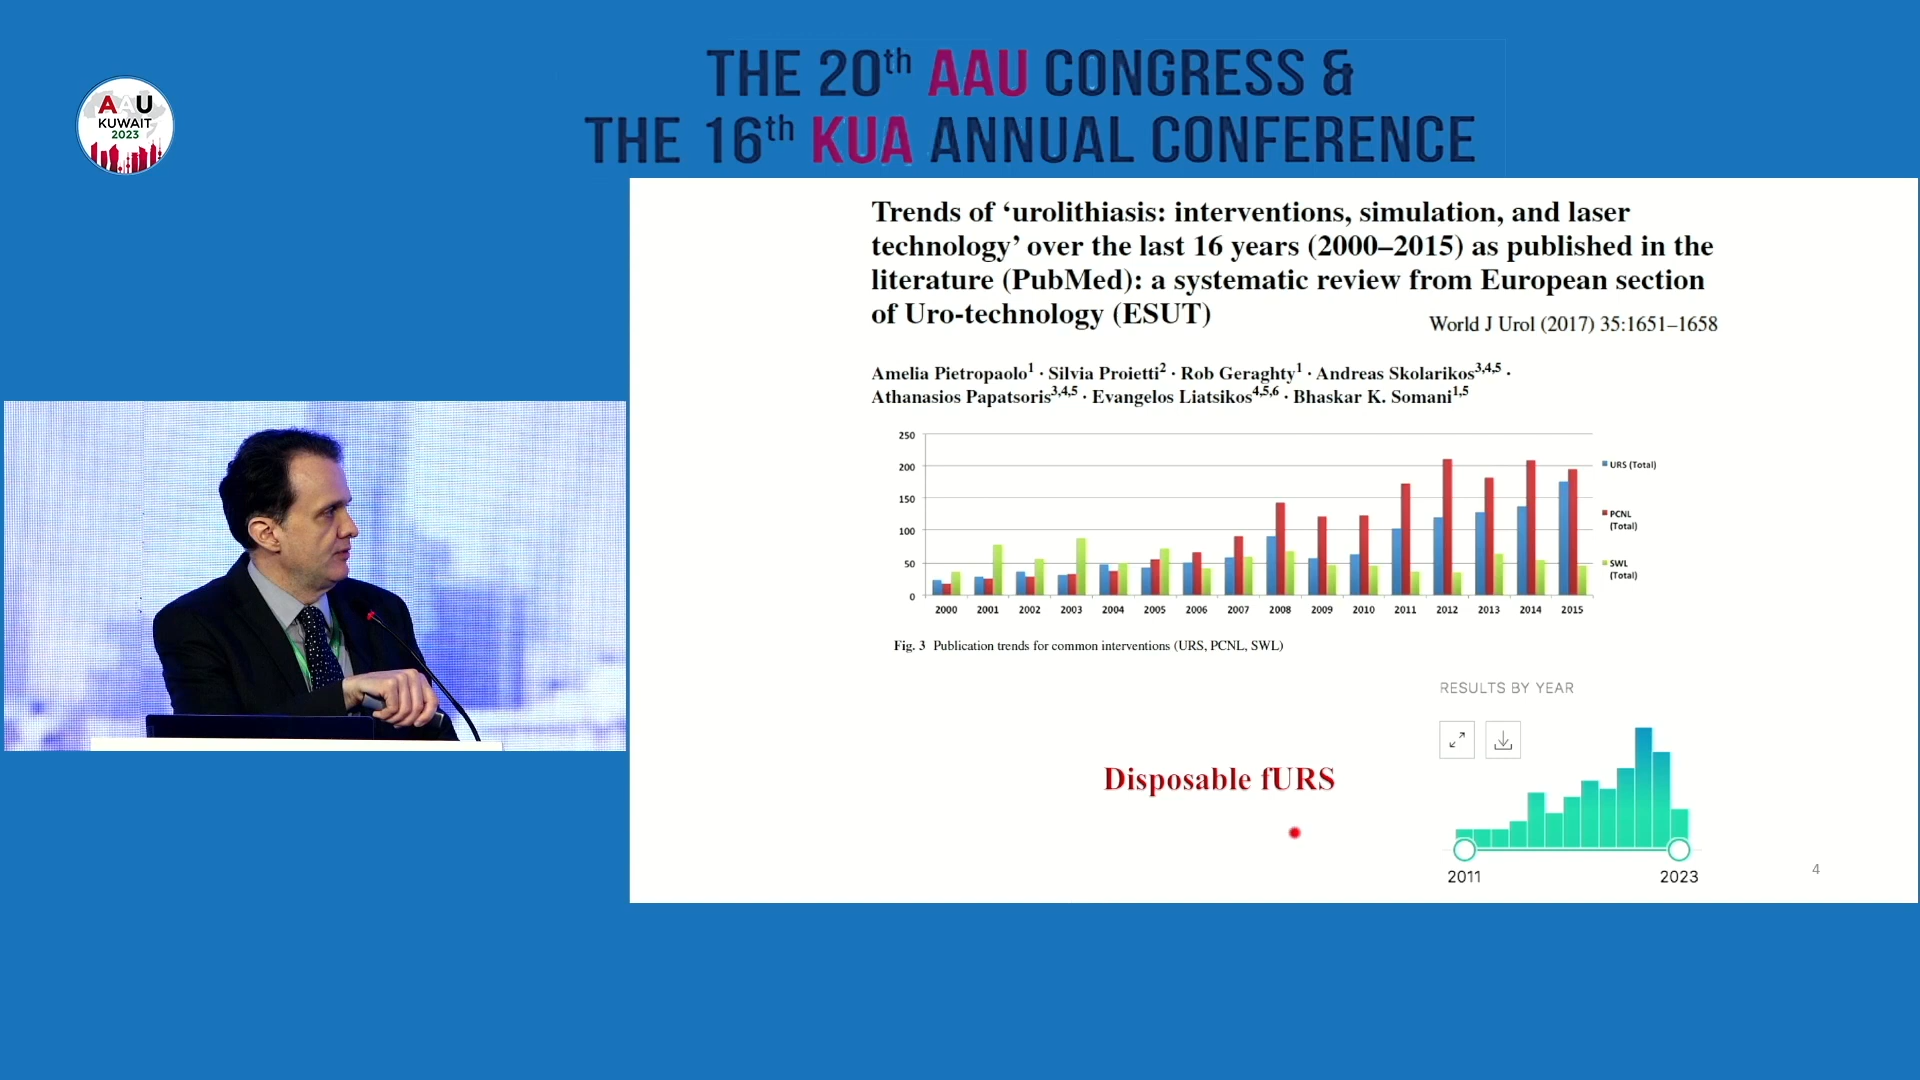 THE 20th AAU CONGRESS &
THE 16th KUA ANNUAL CONFERENCE
AAU
KUWAIT
2023
Trends of ‘urolithiasis: interventions, simulation, and laser
technology’ over the last 16 years (2000–2015) as published in the
literature (PubMed): a systematic review from European section
of Uro-technology (ESUT)
World J Urol (2017) 35:1651–1658
Amelia Pietropaolo1 · Silvia Proietti2 · Rob Geraghty1 · Andreas Skolarikos3,4,5 ·
Athanasios Papatsoris3,4,5 · Evangelos Liatsikos4,5,6 · Bhaskar K. Somani1,5
250
200
150
100
50
0
2000 2001 2002 2003 2004 2005 2006 2007 2008 2009 2010 2011 2012 2013 2014 2015
URS (Total)
PCNL
(Total)
SWL
(Total)
Fig. 3 Publication trends for common interventions (URS, PCNL, SWL)
RESULTS BY YEAR
Disposable fURS
2011 2023
4